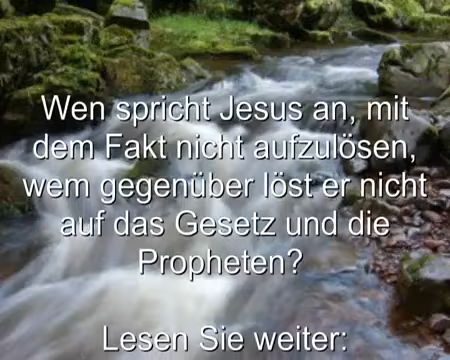 Wen spricht Jesus an, mit
dem Fakt nicht aufzulösen,
wem gegenüber löst er nicht
auf das Gesetz und die
Propheten?
Lesen Sie weiter: